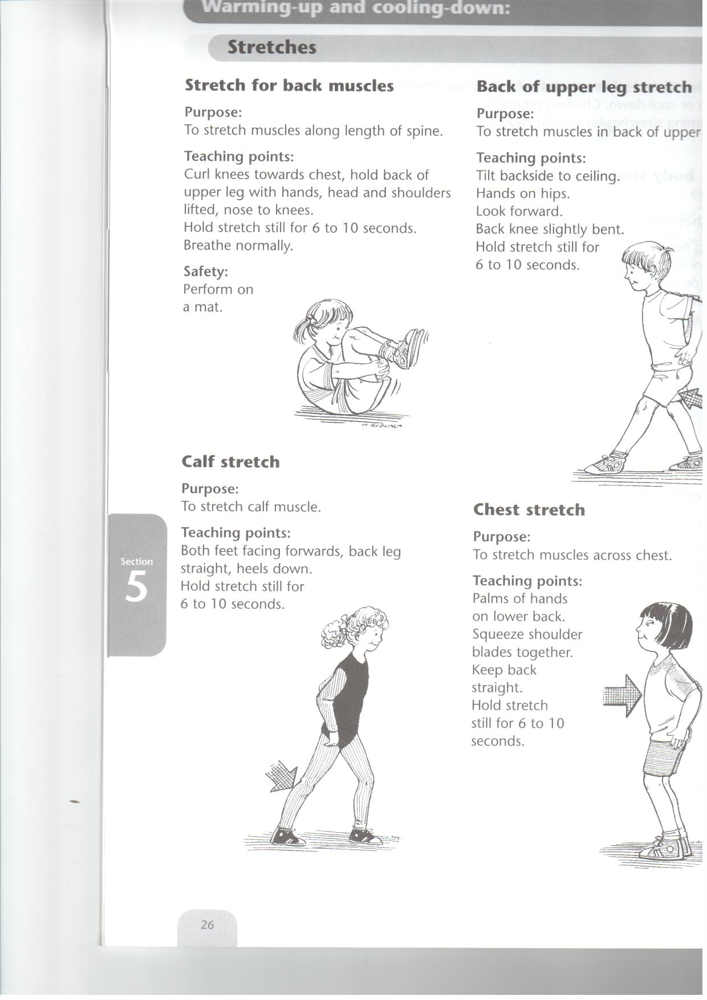 Warming-up and cooling-down:
Stretches
Stretch for back muscles
Purpose:
To stretch muscles along length of spine.
Teaching points:
Curl knees towards chest, hold back of
upper leg with hands, head and shoulders
lifted, nose to knees.
Hold stretch still for 6 to 10 seconds.
Breathe normally.
Safety:
Perform on
a mat.
W. RUDLING
Calf stretch
Purpose:
To stretch calf muscle.
Teaching points:
Both feet facing forwards, back leg
straight, heels down.
Hold stretch still for
6 to 10 seconds.
Back of upper leg stretch
Purpose:
To stretch muscles in back of upper
Teaching points:
Tilt backside to ceiling.
Hands on hips.
Look forward.
Back knee slightly bent.
Hold stretch still for
6 to 10 seconds.
Chest stretch
Purpose:
To stretch muscles across chest.
Teaching points:
Palms of hands
on lower back.
Squeeze shoulder
blades together.
Keep back
straight.
Hold stretch
still for 6 to 10
seconds.
Section
5
26